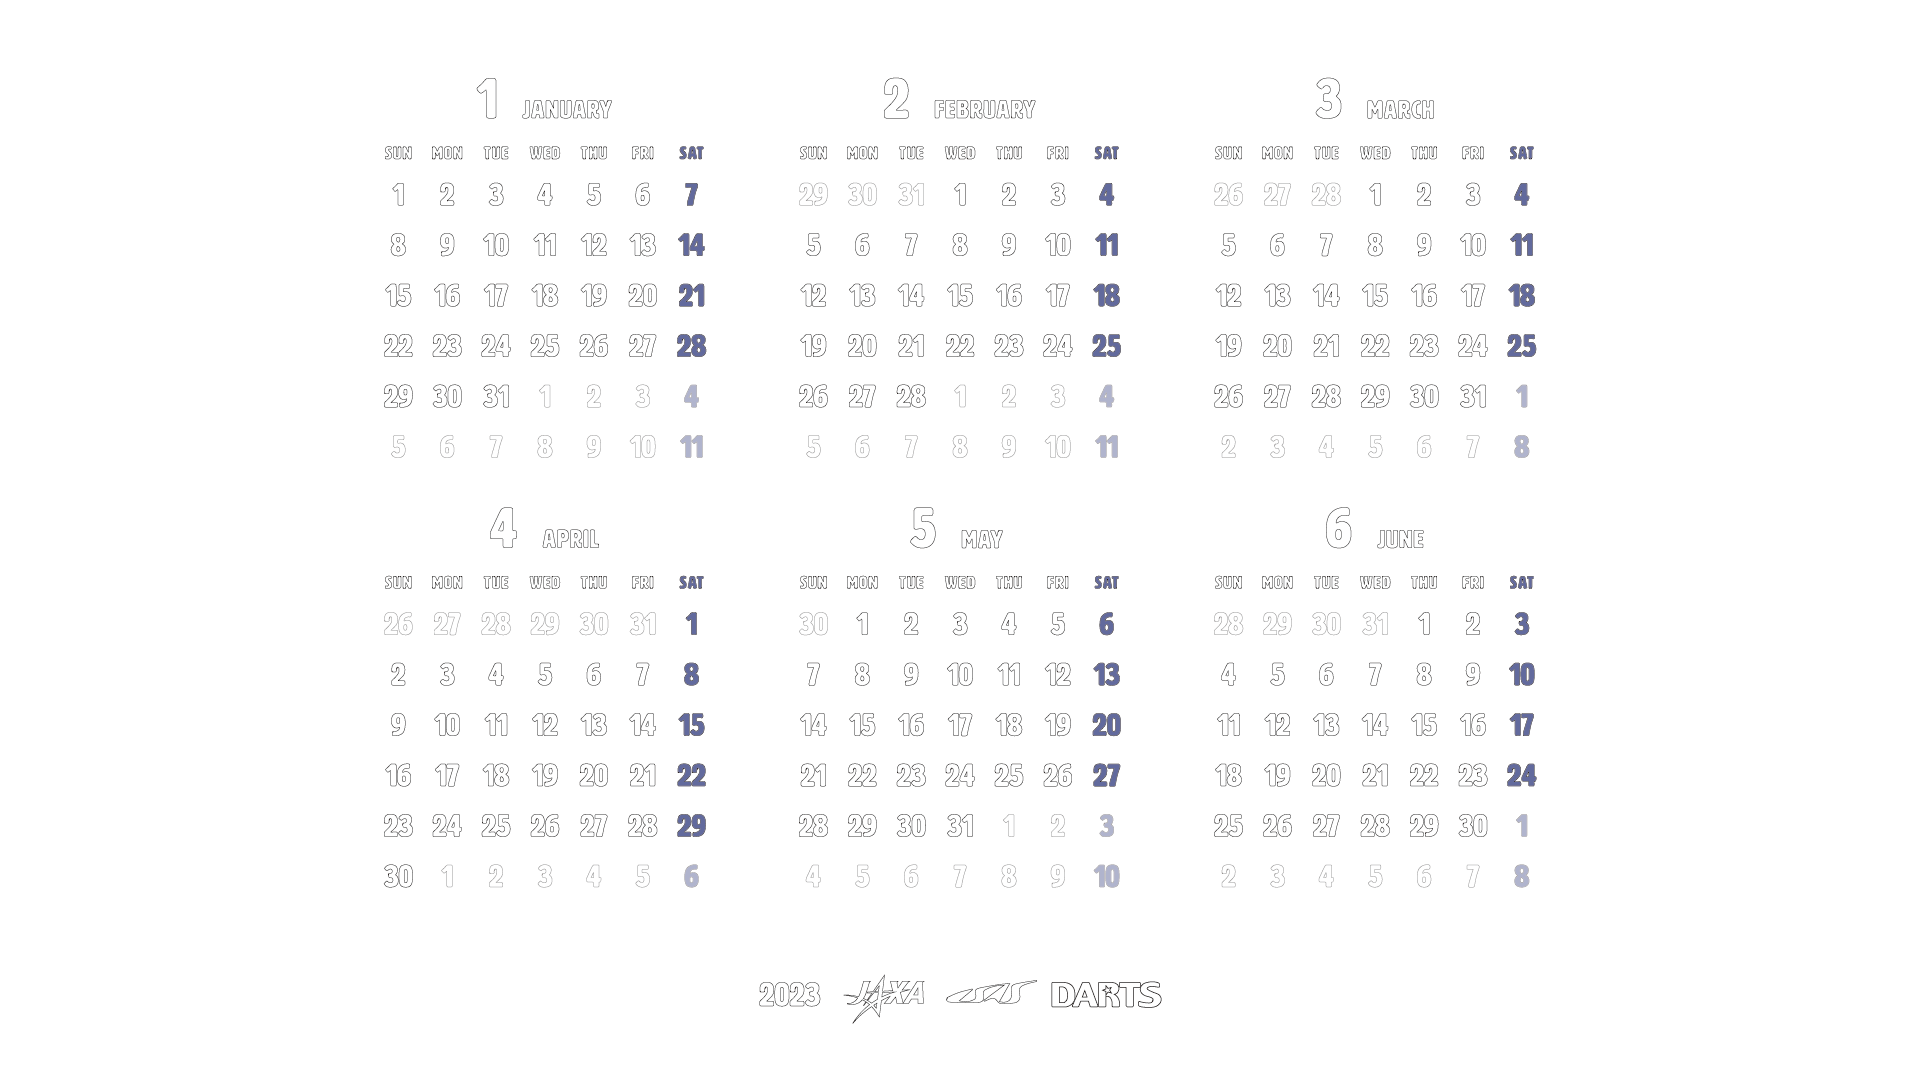 1 JANUARY
SUN MON TUE WED THU FRI SAT
1 2 3 4 5 6 7
8 9 10 11 12 13 14
15 16 17 18 19 20 21
22 23 24 25 26 27 28
29 30 31 1 2 3 4
5 6 7 8 9 10 11
2 FEBRUARY
SUN MON TUE WED THU FRI SAT
29 30 31 1 2 3 4
5 6 7 8 9 10 11
12 13 14 15 16 17 18
19 20 21 22 23 24 25
26 27 28 1 2 3 4
5 6 7 8 9 10 11
3 MARCH
SUN MON TUE WED THU FRI SAT
26 27 28 1 2 3 4
5 6 7 8 9 10 11
12 13 14 15 16 17 18
19 20 21 22 23 24 25
26 27 28 29 30 31 1
2 3 4 5 6 7 8
4 APRIL
SUN MON TUE WED THU FRI SAT
26 27 28 29 30 31 1
2 3 4 5 6 7 8
9 10 11 12 13 14 15
16 17 18 19 20 21 22
23 24 25 26 27 28 29
30 1 2 3 4 5 6
5 MAY
SUN MON TUE WED THU FRI SAT
30 1 2 3 4 5 6
7 8 9 10 11 12 13
14 15 16 17 18 19 20
21 22 23 24 25 26 27
28 29 30 31 1 2 3
4 5 6 7 8 9 10
6 JUNE
SUN MON TUE WED THU FRI SAT
28 29 30 31 1 2 3
4 5 6 7 8 9 10
11 12 13 14 15 16 17
18 19 20 21 22 23 24
25 26 27 28 29 30 1
2 3 4 5 6 7 8
2023 JAXA ISAS DARTS